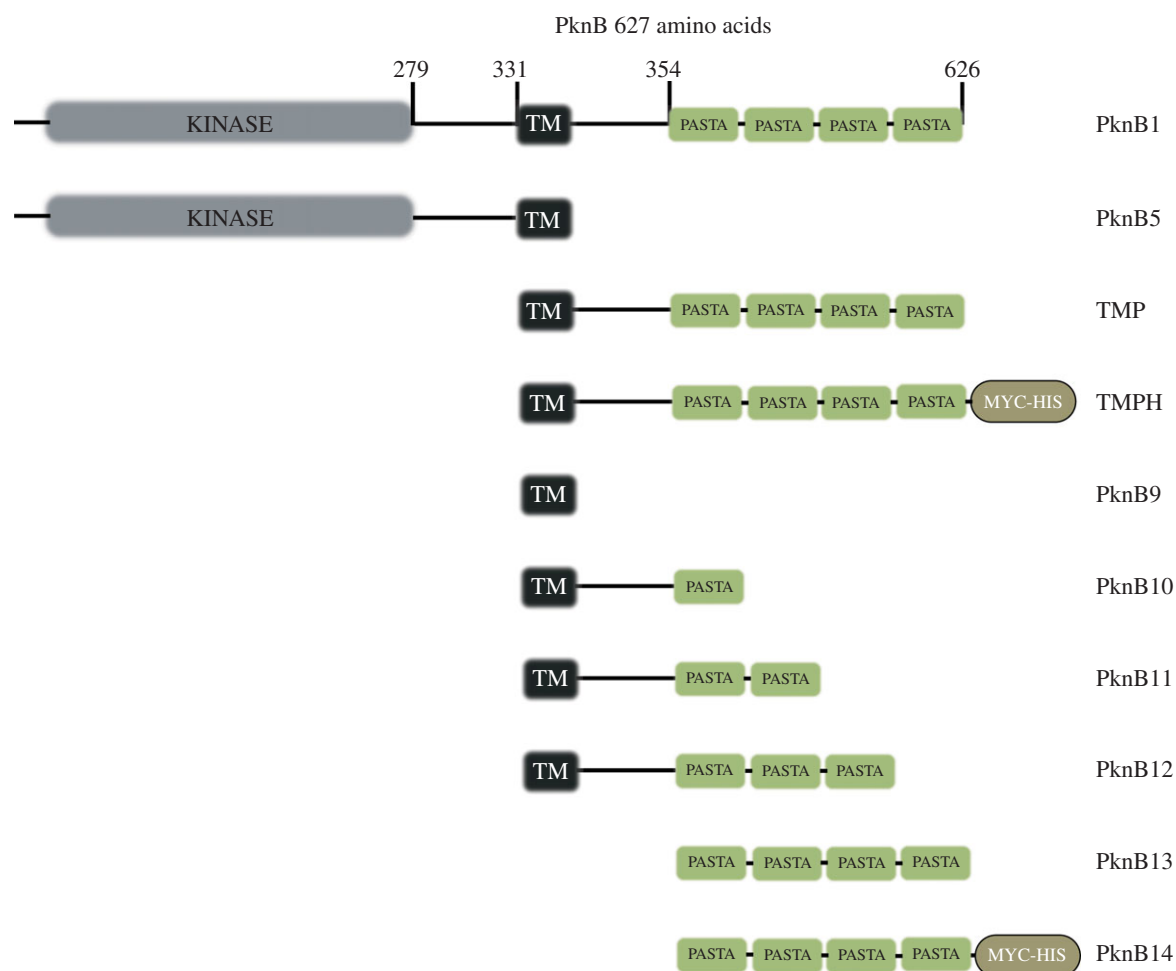 PknB 627 amino acids
279 331 354 626
KINASE TM PASTA PASTA PASTA PASTA PknB1
KINASE TM PknB5
TM PASTA PASTA PASTA PASTA TMP
TM PASTA PASTA PASTA PASTA MYC-HIS TMPH
TM PknB9
TM PASTA PknB10
TM PASTA PASTA PknB11
TM PASTA PASTA PASTA PknB12
PASTA PASTA PASTA PASTA PknB13
PASTA PASTA PASTA PASTA MYC-HIS PknB14